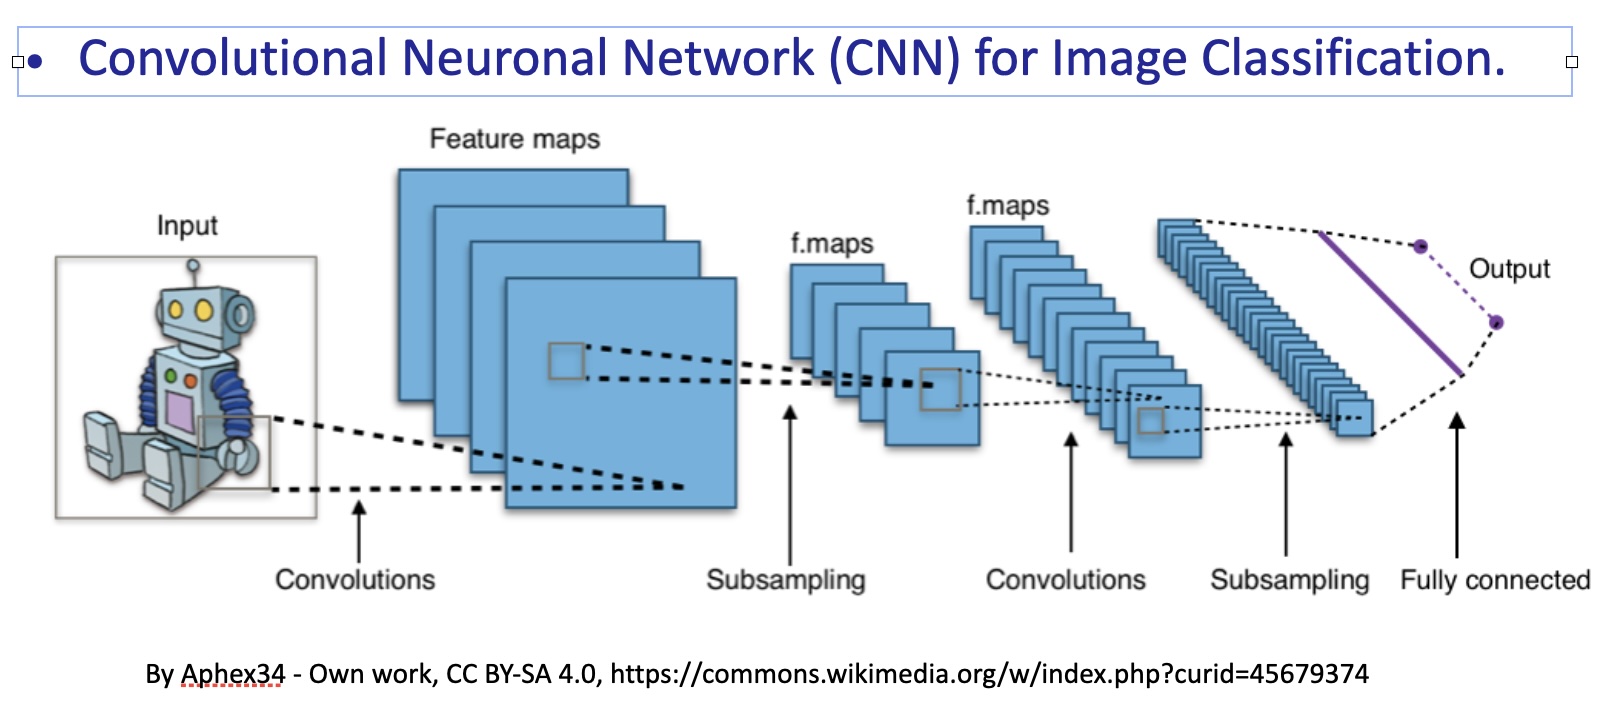 • Convolutional Neuronal Network (CNN) for Image Classification.
Feature maps
Input
f.maps
f.maps
Output
Convolutions
Subsampling
Convolutions
Subsampling
Fully connected
By Aphex34 - Own work, CC BY-SA 4.0, https://commons.wikimedia.org/w/index.php?curid=45679374